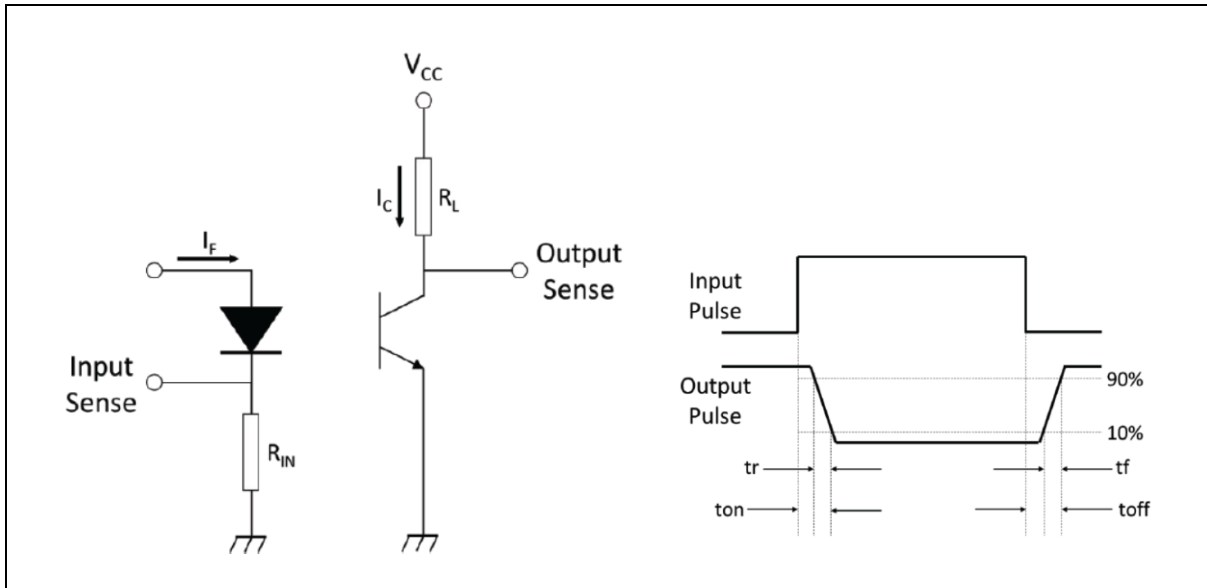 VCC
IC
RL
IF
Output
Sense
Input
Sense
RIN
Input
Pulse
Output
Pulse
90%
10%
tr
tf
ton
toff